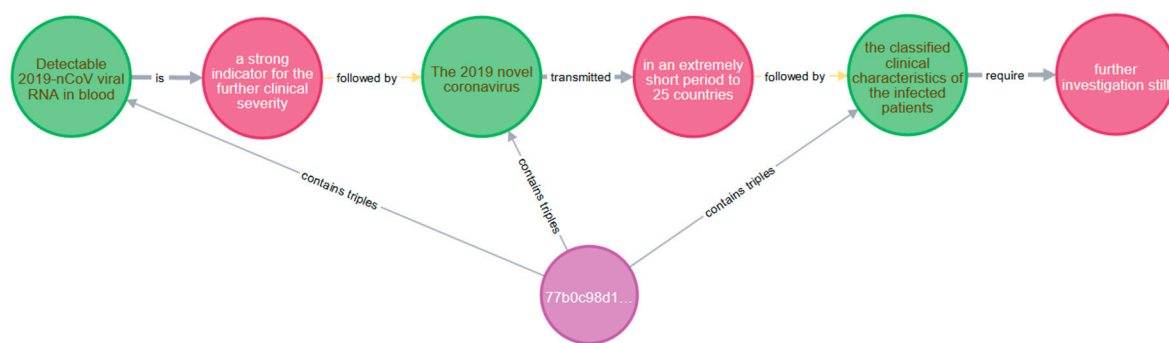 Detectable
2019-nCoV viral
RNA in blood
is
a strong
indicator for the
further clinical
severity
followed by
The 2019 novel
coronavirus
transmitted
in an extremely
short period to
25 countries
followed by
the classified
clinical
characteristics of
the infected
patients
require
further
investigation still
contains triples
contains triples
contains triples
77b0c98d1...